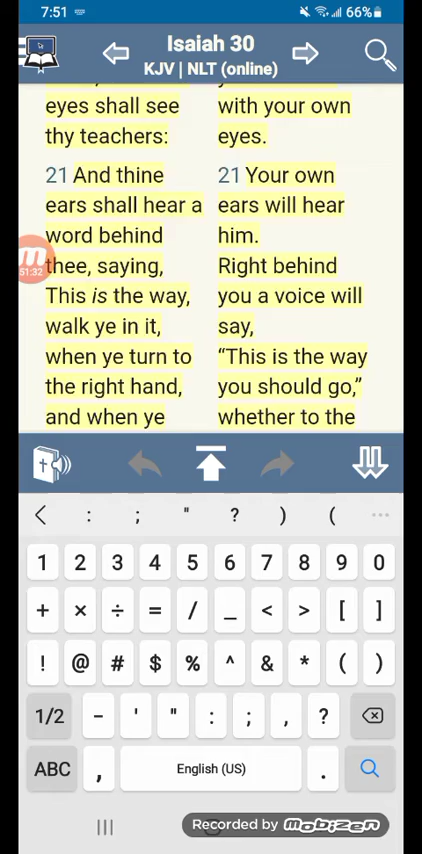 7:51
66%
Isaiah 30
KJV | NLT (online)
eyes shall see
thy teachers:
21 And thine
ears shall hear a
word behind
thee, saying,
This is the way,
walk ye in it,
when ye turn to
the right hand,
and when ye
with your own
eyes.
21 Your own
ears will hear
him.
Right behind
you a voice will
say,
“This is the way
you should go,”
whether to the
m
51:32
: ; " ? ) ( ...
1 2 3 4 5 6 7 8 9 0
+ × ÷ = / _ < > [ ]
! @ # $ % ^ & * ( )
1/2 - ' " : ; , ?
ABC , English (US) .
Recorded by mobizen